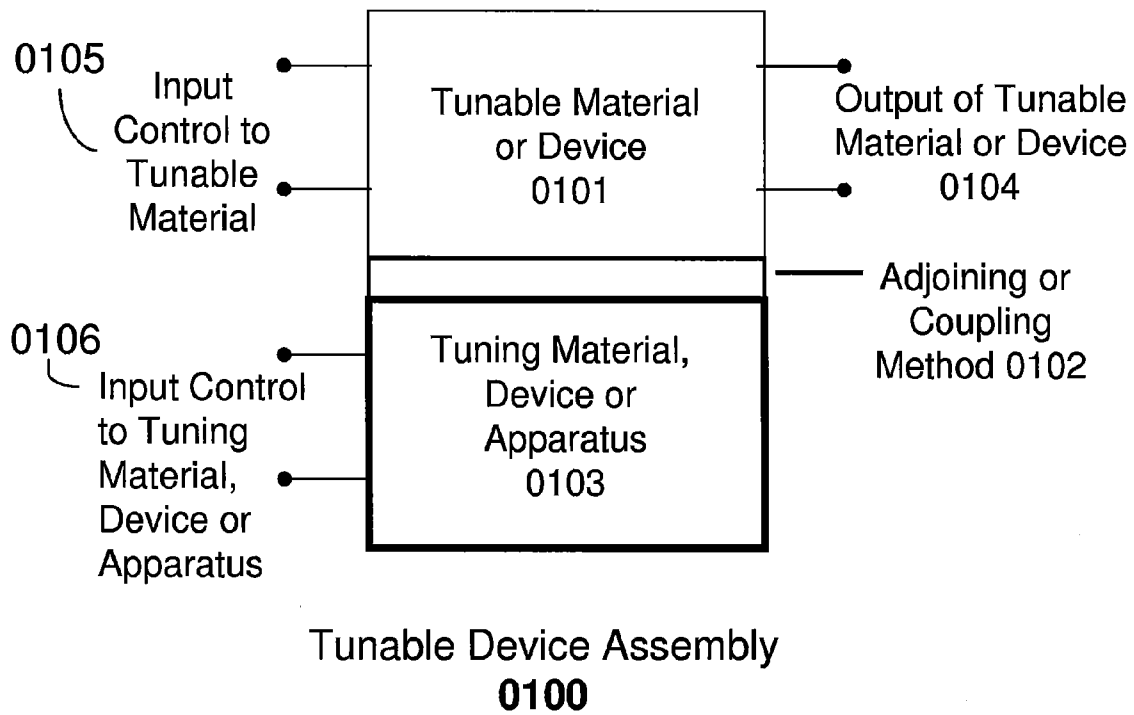 0105
Input
Control to
Tunable
Material
Tunable Material
or Device
0101
Output of Tunable
Material or Device
0104
Adjoining or
Coupling
Method 0102
0106
Input Control
to Tuning
Material,
Device or
Apparatus
Tuning Material,
Device or
Apparatus
0103
Tunable Device Assembly
0100